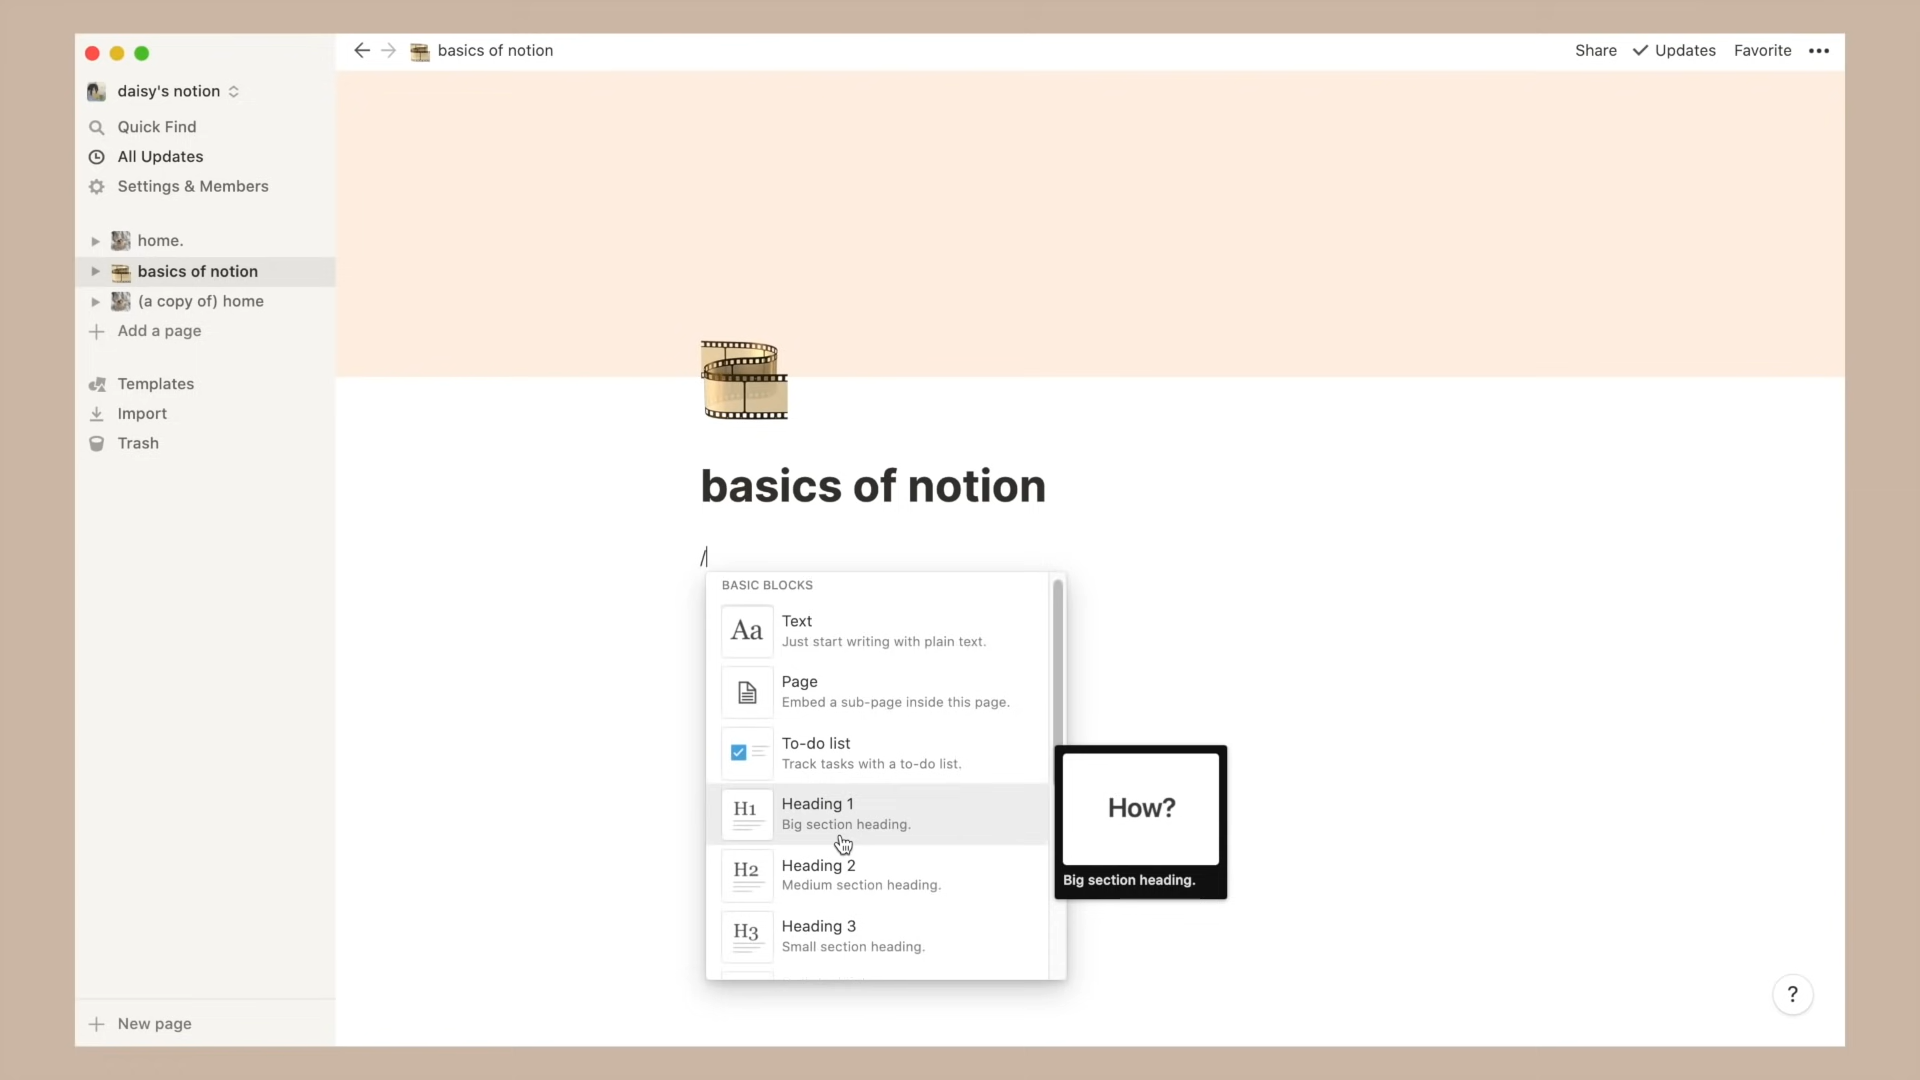 basics of notion
Share
Updates
Favorite
daisy's notion
Quick Find
All Updates
Settings & Members
home.
basics of notion
(a copy of) home
Add a page
Templates
Import
Trash
New page
basics of notion
/
BASIC BLOCKS
Aa
Text
Just start writing with plain text.
Page
Embed a sub-page inside this page.
To-do list
Track tasks with a to-do list.
H1
Heading 1
Big section heading.
H2
Heading 2
Medium section heading.
H3
Heading 3
Small section heading.
How?
Big section heading.
?